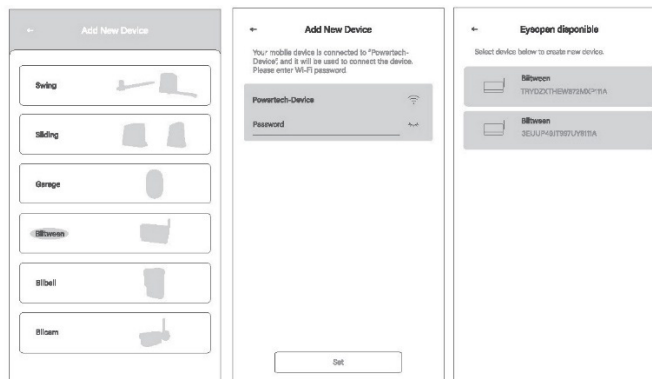 Add New Device
Swing
Sliding
Garage
Biltween
Bilbell
Bilcam
Add New Device
Your mobile device is connected to "Powertech-
Device", and it will be used to connect the device.
Please enter Wi-Fi password.
Powertech-Device
Password
Set
Eyeopen disponible
Select device below to create new device.
Biltween
Biltween